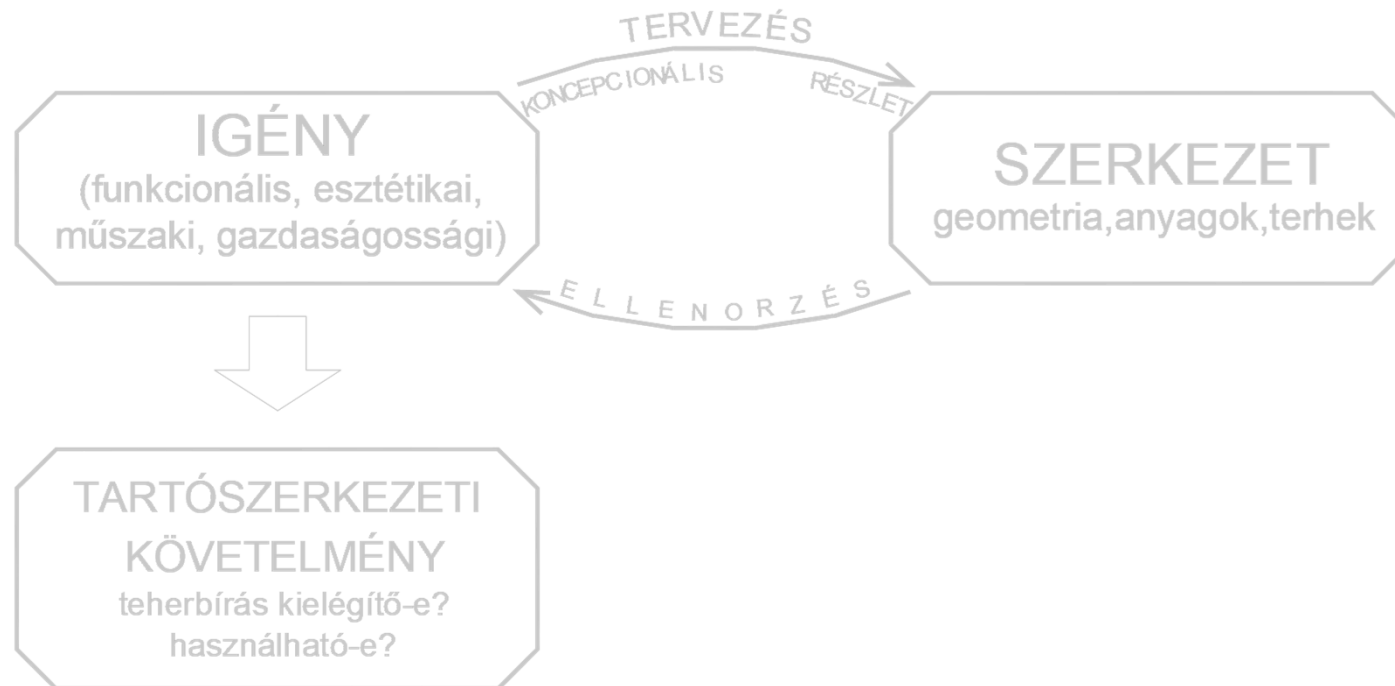 TERVEZÉS
KONCEPCIONÁLIS RÉSZLET
IGÉNY
(funkcionális, esztétikai,
műszaki, gazdaságossági)
SZERKEZET
geometria,anyagok,terhek
ELLENORZÉS
TARTÓSZERKEZETI
KÖVETELMÉNY
teherbírás kielégítő-e?
használható-e?